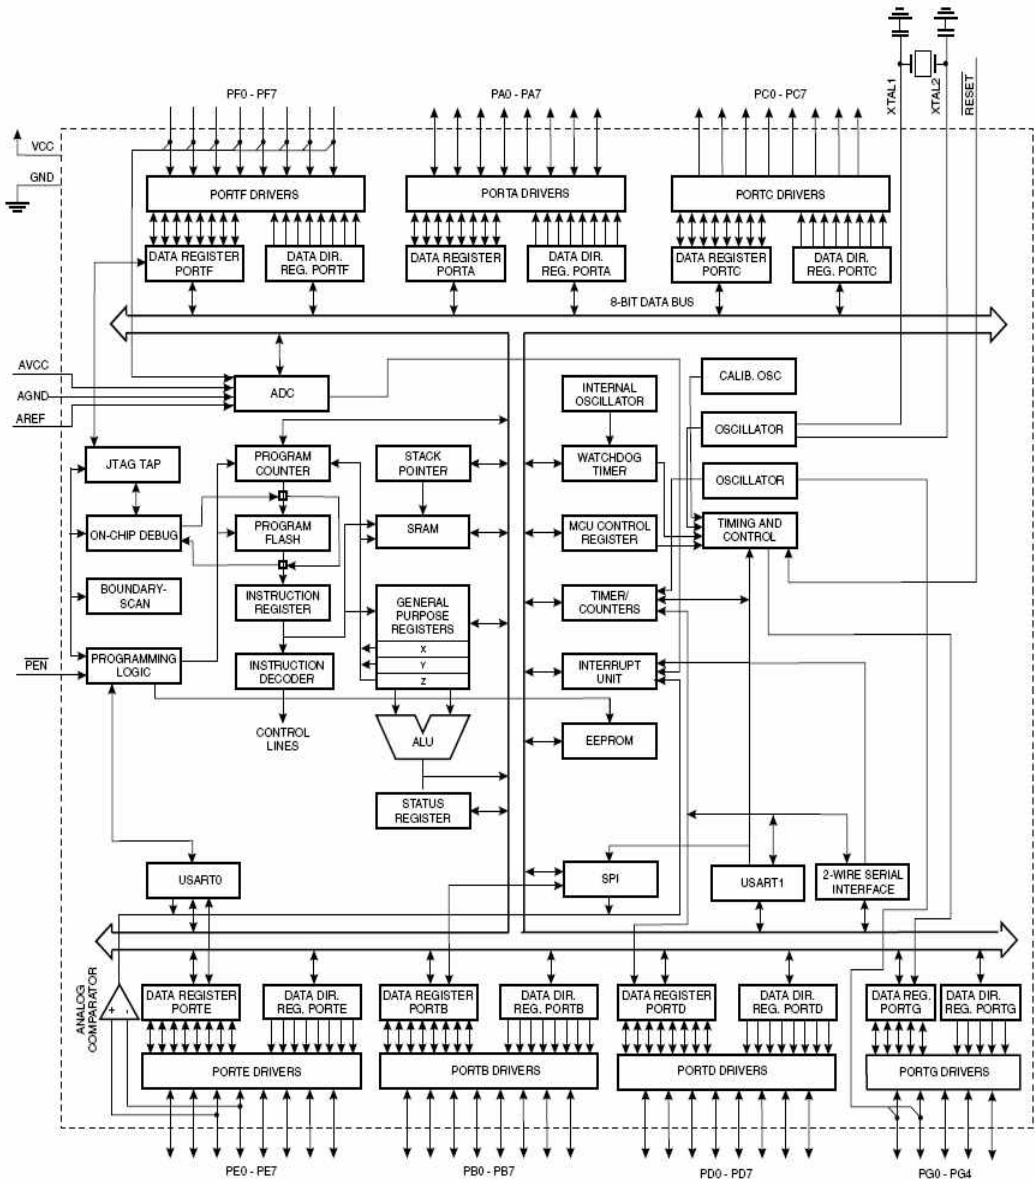 XTAL1
XTAL2
RESET
PF0 - PF7
PA0 - PA7
PC0 - PC7
VCC
GND
PORTF DRIVERS
PORTA DRIVERS
PORTC DRIVERS
DATA REGISTER
PORTF
DATA DIR.
REG. PORTF
DATA REGISTER
PORTA
DATA DIR.
REG. PORTA
DATA REGISTER
PORTC
DATA DIR.
REG. PORTC
8-BIT DATA BUS
AVCC
AGND
AREF
ADC
INTERNAL
OSCILLATOR
CALIB. OSC
OSCILLATOR
JTAG TAP
PROGRAM
COUNTER
STACK
POINTER
WATCHDOG
TIMER
OSCILLATOR
ON-CHIP DEBUG
PROGRAM
FLASH
SRAM
MCU CONTROL
REGISTER
TIMING AND
CONTROL
BOUNDARY-
SCAN
INSTRUCTION
REGISTER
GENERAL
PURPOSE
REGISTERS
X
Y
Z
TIMER/
COUNTERS
PEN
PROGRAMMING
LOGIC
INSTRUCTION
DECODER
INTERRUPT
UNIT
CONTROL
LINES
ALU
EEPROM
STATUS
REGISTER
USART0
SPI
USART1
2-WIRE SERIAL
INTERFACE
ANALOG
COMPARATOR
+
-
DATA REGISTER
PORTE
DATA DIR.
REG. PORTE
DATA REGISTER
PORTB
DATA DIR.
REG. PORTB
DATA REGISTER
PORTD
DATA DIR.
REG. PORTD
DATA REG.
PORTG
DATA DIR.
REG. PORTG
PORTE DRIVERS
PORTB DRIVERS
PORTD DRIVERS
PORTG DRIVERS
PE0 - PE7
PB0 - PB7
PD0 - PD7
PG0 - PG4